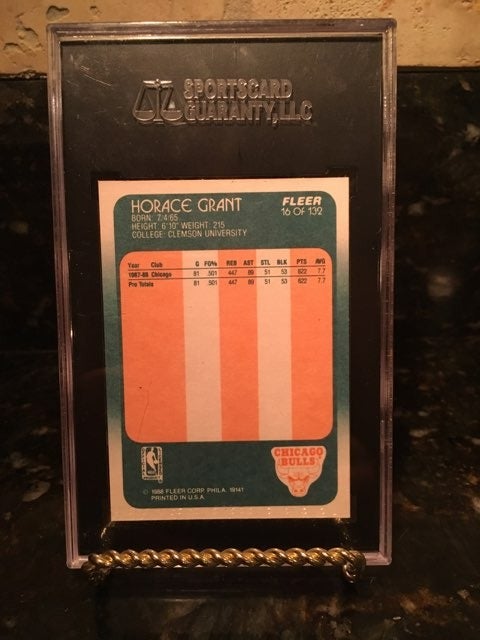 SPORTSCARD
GUARANTY, LLC
HORACE GRANT
FLEER
16 OF 132
BORN: 7/4/65
HEIGHT: 6'10" WEIGHT: 215
COLLEGE: CLEMSON UNIVERSITY
Year Club G FG% REB AST STL BLK PTS AVG
1987-88 Chicago 81 .501 447 89 51 53 622 7.7
Pro Totals 81 .501 447 89 51 53 622 7.7
CHICAGO
BULLS
© 1988 FLEER CORP. PHILA. 19141
PRINTED IN U.S.A.